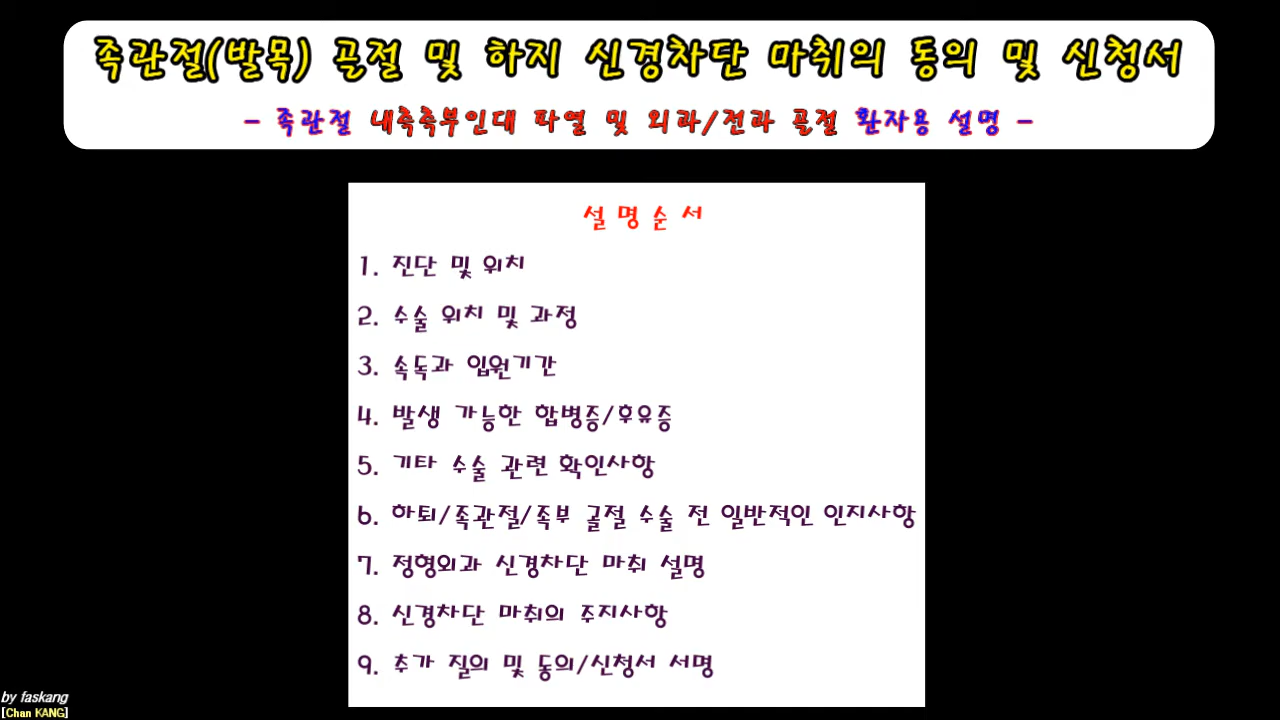 족관절(발목) 골절 및 하지 신경차단 마취의 동의 및 신청서
- 족관절 내측측부인대 파열 및 외과/전과 골절 환자용 설명 -
설 명 순 서
1. 진단 및 위치
2. 수술 위치 및 과정
3. 속독과 입원기간
4. 발생 가능한 합병증/후유증
5. 기타 수술 관련 확인사항
6. 하퇴/족관절/족부 골절 수술 전 일반적인 인지사항
7. 정형외과 신경차단 마취 설명
8. 신경차단 마취의 주지사항
9. 추가 질의 및 동의/신청서 서명
by faskang
[Chan KANG]